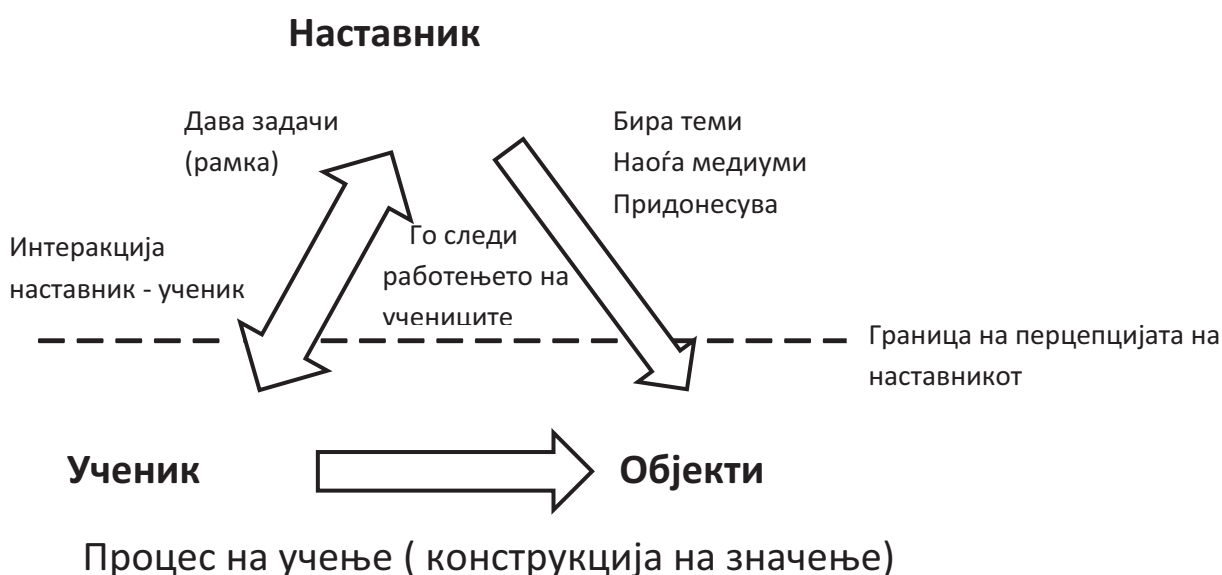 Наставник
Дава задачи
(рамка)
Бира теми
Наоѓа медиуми
Придонесува
Интеракција
наставник - ученик
Го следи
работењето на
учениците
Граница на перцепцијата на
наставникот
Ученик
Објекти
Процес на учење ( конструкција на значење)